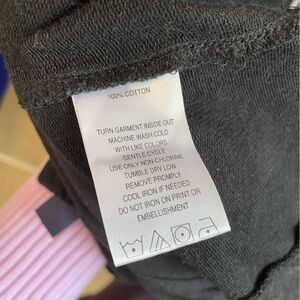 100% COTTON
TURN GARMENT INSIDE OUT
MACHINE WASH COLD
WITH LIKE COLORS
GENTLE CYCLE
USE ONLY NON-CHLORINE
TUMBLE DRY LOW
REMOVE PROMPLY
COOL IRON IF NEEDED
DO NOT IRON ON PRINT OR
EMBELLISHMENT